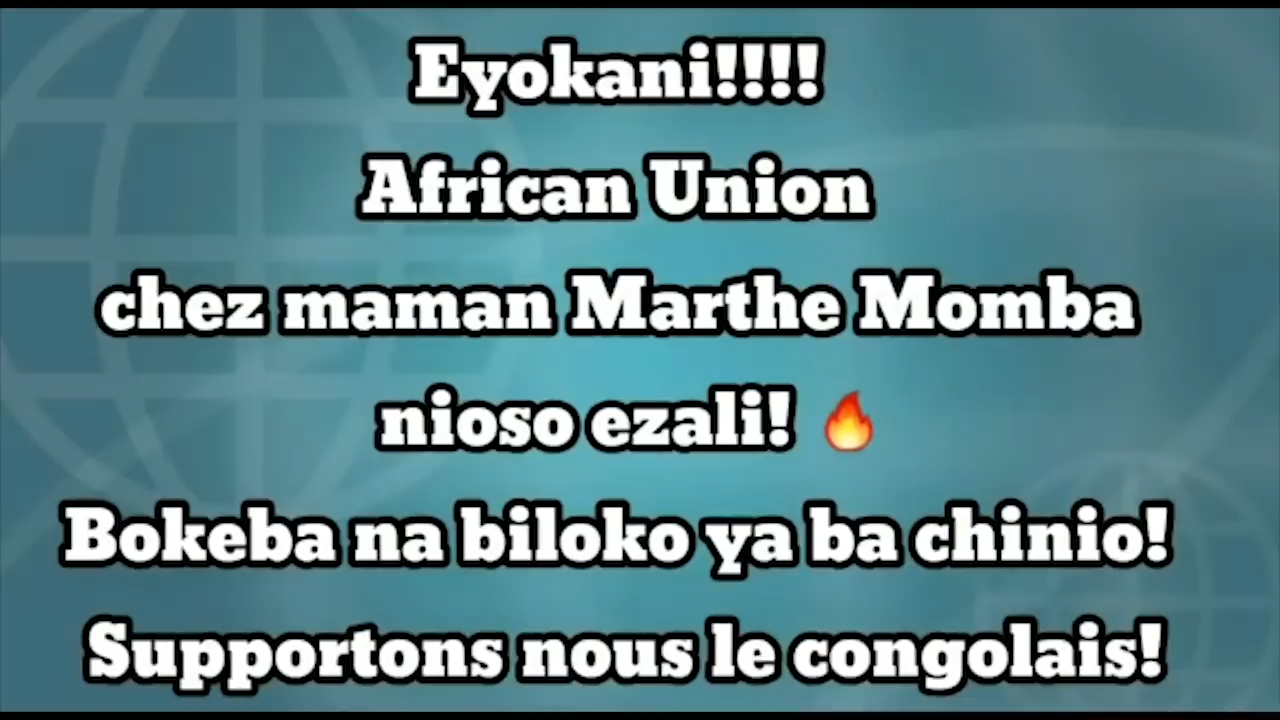 Eyokani!!!!
African Union
chez maman Marthe Momba
nioso ezali! 🔥
Bokeba na biloko ya ba chinio!
Supportons nous le congolais!